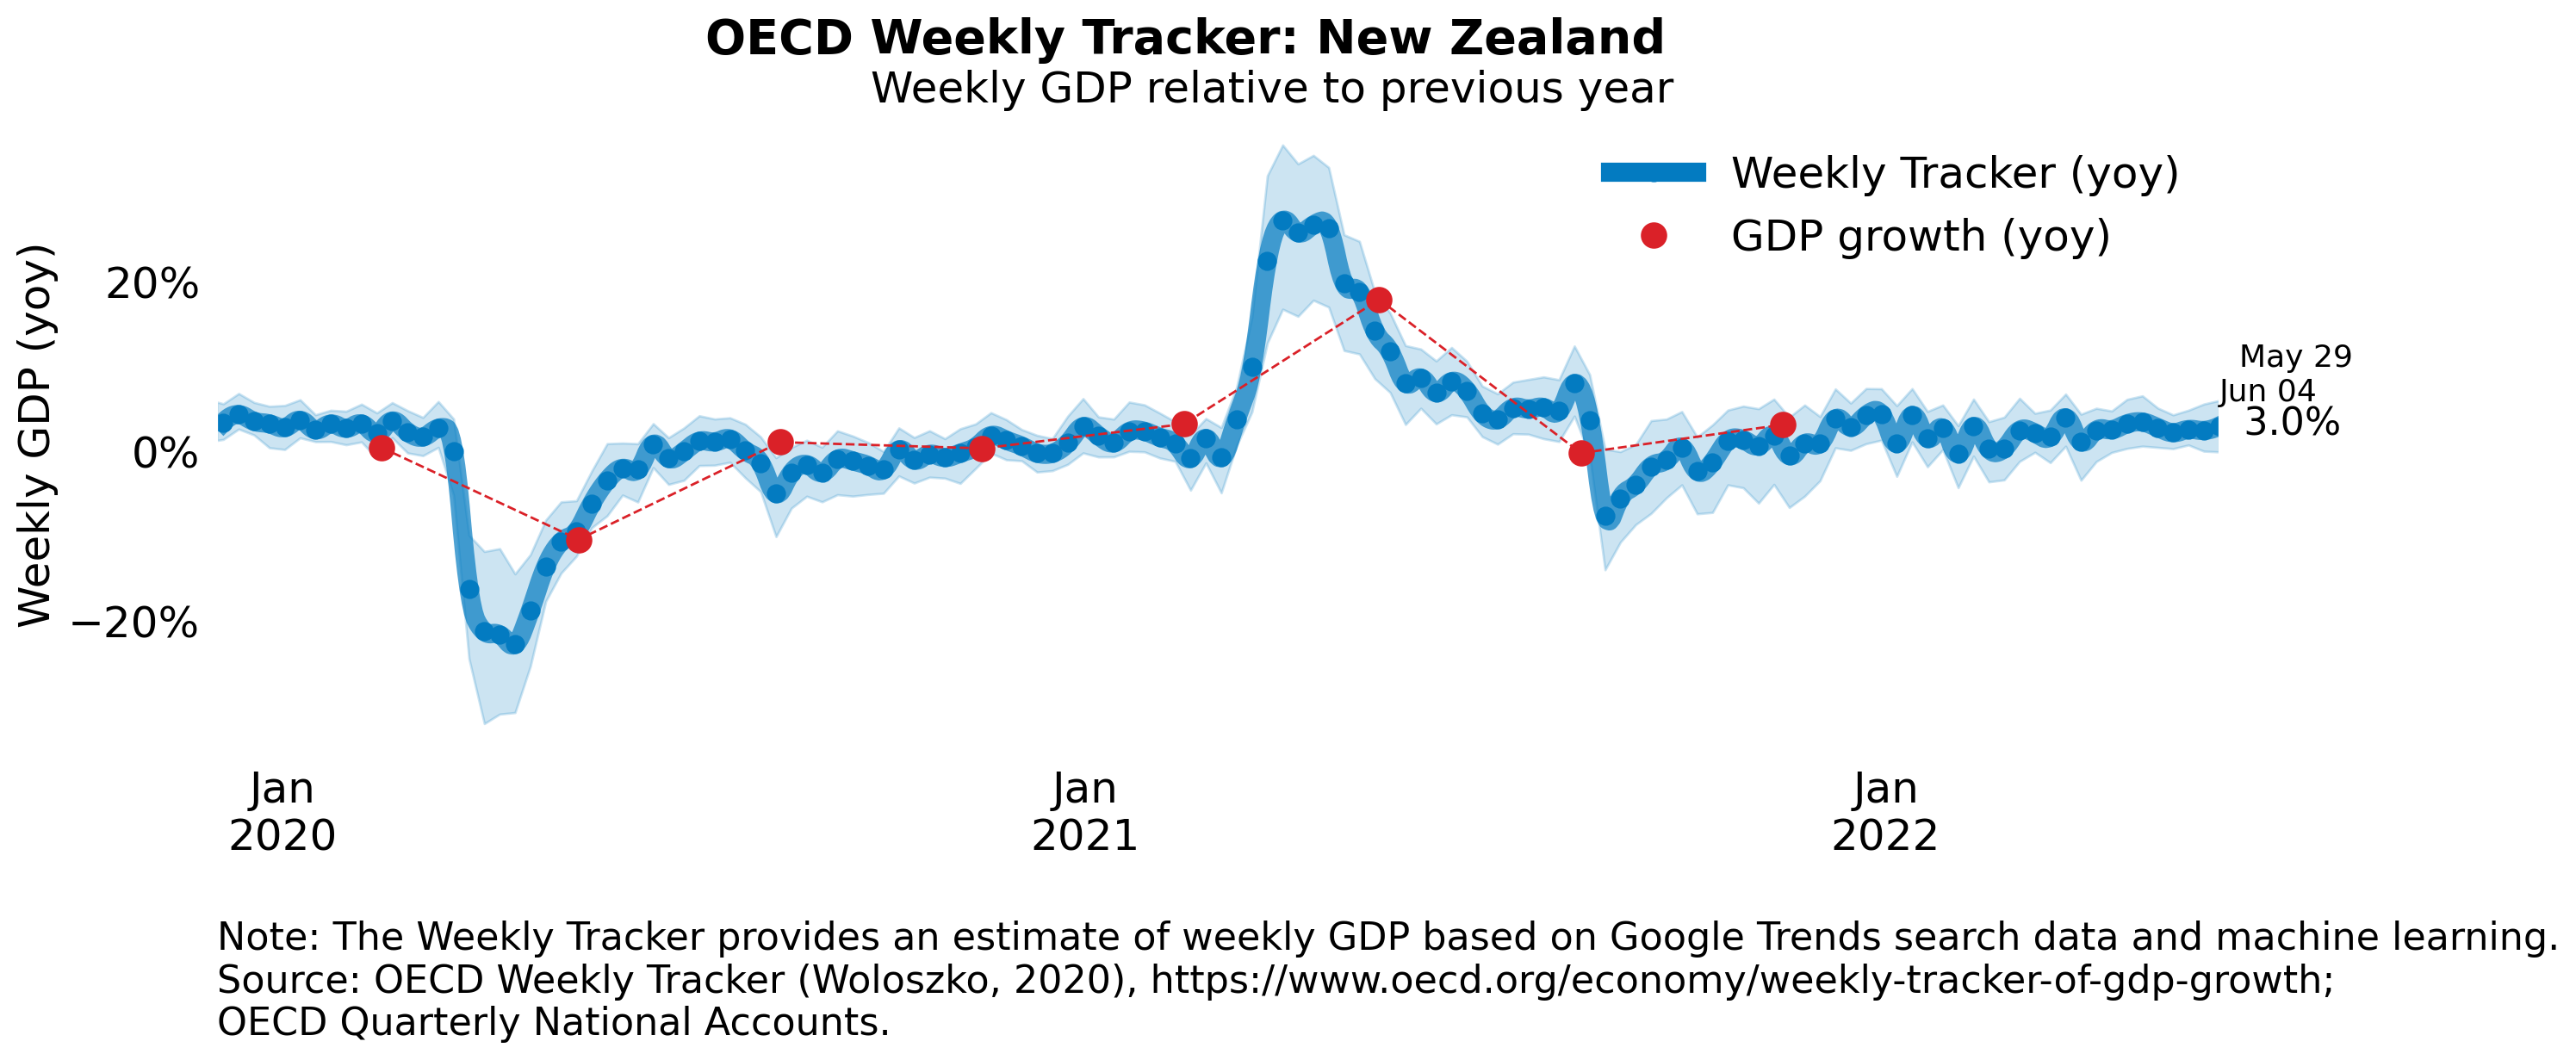 OECD Weekly Tracker: New Zealand
Weekly GDP relative to previous year
Weekly Tracker (yoy)
GDP growth (yoy)
Weekly GDP (yoy)
20%
0%
−20%
May 29
Jun 04
3.0%
Jan
2020
Jan
2021
Jan
2022
Note: The Weekly Tracker provides an estimate of weekly GDP based on Google Trends search data and machine learning.
Source: OECD Weekly Tracker (Woloszko, 2020), https://www.oecd.org/economy/weekly-tracker-of-gdp-growth;
OECD Quarterly National Accounts.